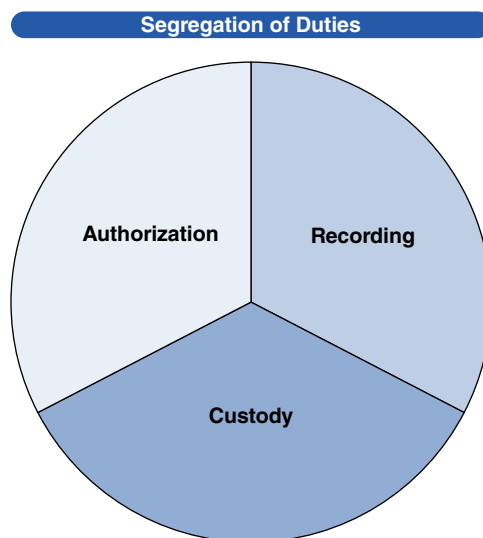 Segregation of Duties
Authorization
Recording
Custody